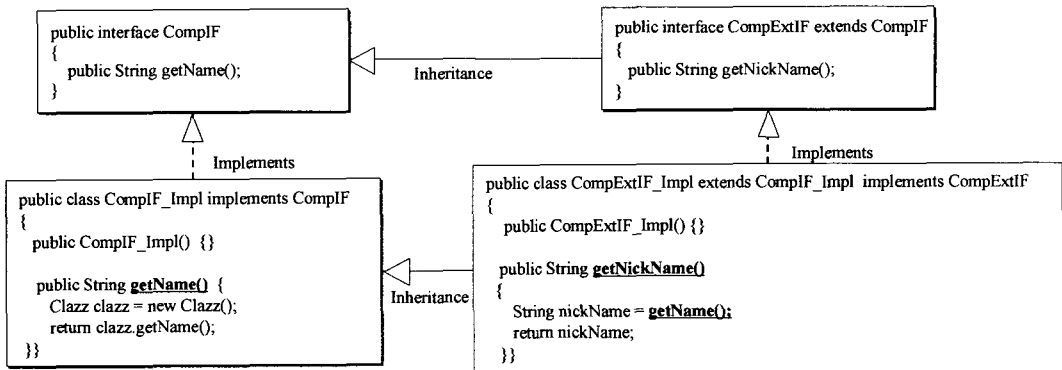 public interface CompIF
{
public String getName();
}
Inheritance
public interface CompExtIF extends CompIF
{
public String getNickName();
}
Implements
Implements
public class CompIF_Impl implements CompIF
{
public CompIF_Impl() {}
public String getName() {
Clazz clazz = new Clazz();
return clazz.getName();
}}
Inheritance
public class CompExtIF_Impl extends CompIF_Impl implements CompExtIF
{
public CompExtIF_Impl() {}
public String getNickName()
{
String nickName = getName();
return nickName;
}}